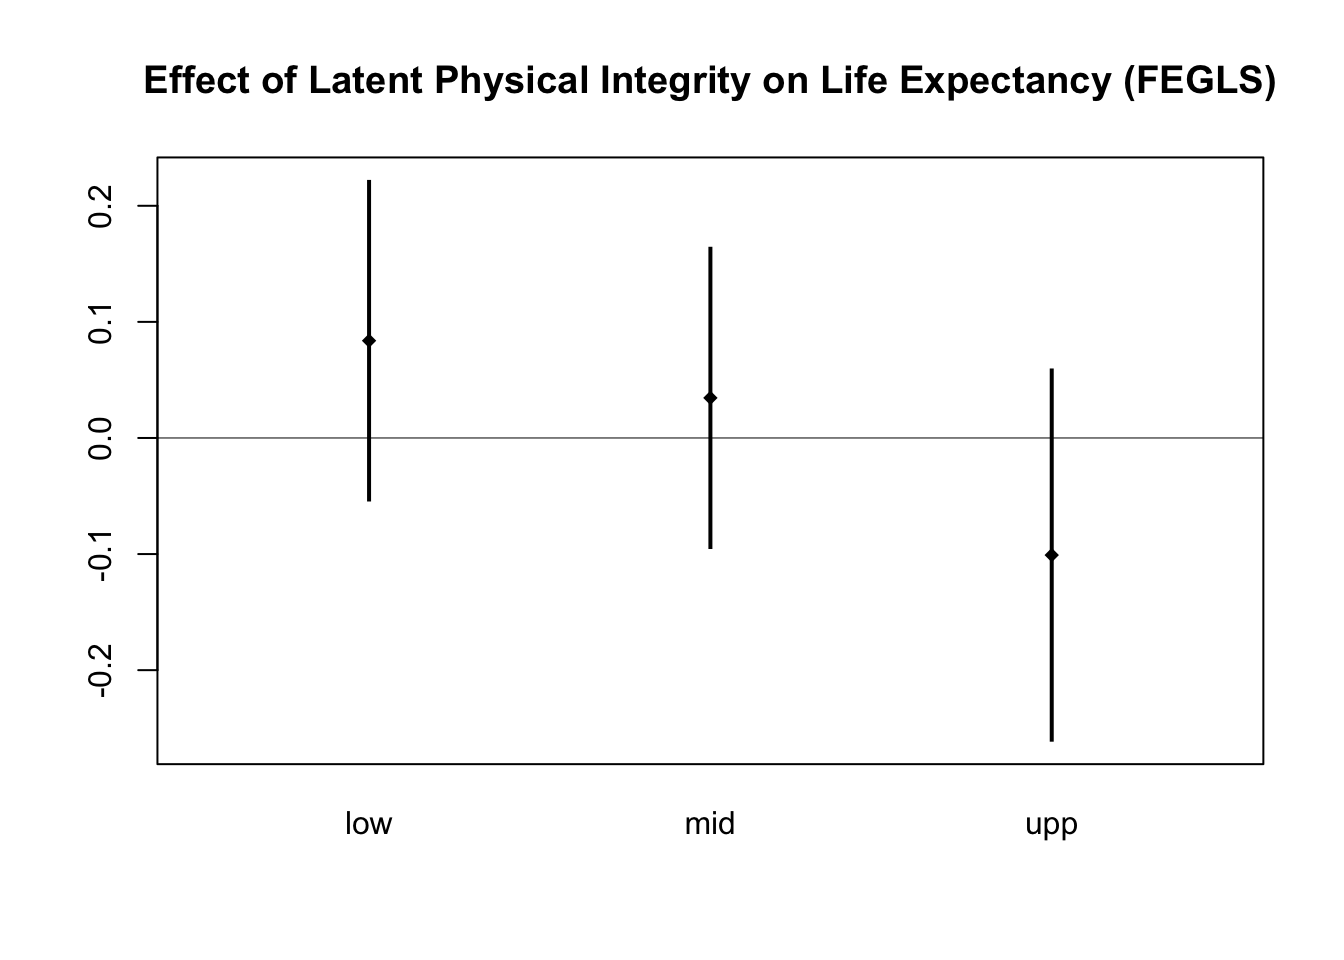 Effect of Latent Physical Integrity on Life Expectancy (FEGLS)
0.2
0.1
0.0
-0.1
-0.2
low mid upp